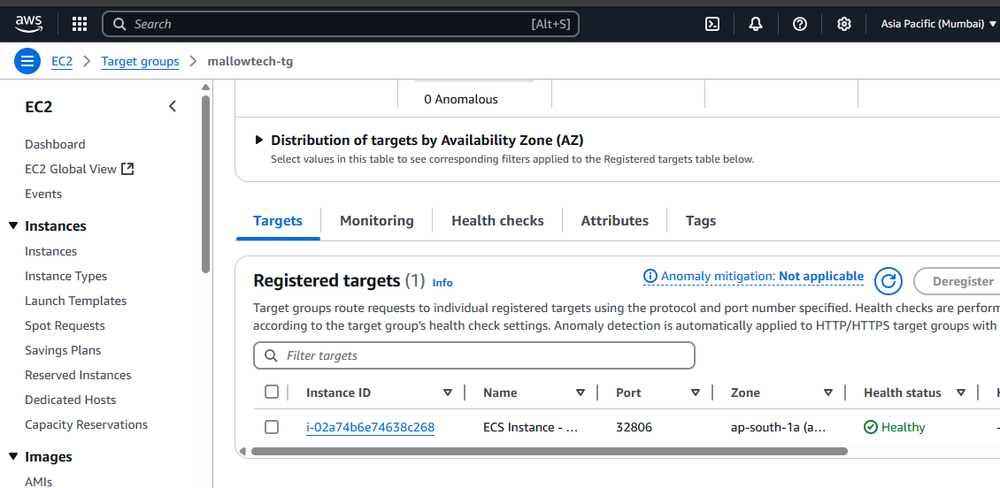 aws Search [Alt+S] Asia Pacific (Mumbai)
EC2 Target groups mallowtech-tg
EC2
Dashboard
EC2 Global View
Events
Instances
Instances
Instance Types
Launch Templates
Spot Requests
Savings Plans
Reserved Instances
Dedicated Hosts
Capacity Reservations
Images
AMIs
0 Anomalous
Distribution of targets by Availability Zone (AZ)
Select values in this table to see corresponding filters applied to the Registered targets table below.
Targets Monitoring Health checks Attributes Tags
Registered targets (1) Info Anomaly mitigation: Not applicable Deregister
Target groups route requests to individual registered targets using the protocol and port number specified. Health checks are perform
according to the target group's health check settings. Anomaly detection is automatically applied to HTTP/HTTPS target groups with
Filter targets
Instance ID Name Port Zone Health status
i-02a74b6e74638c268 ECS Instance - ... 32806 ap-south-1a (a... Healthy